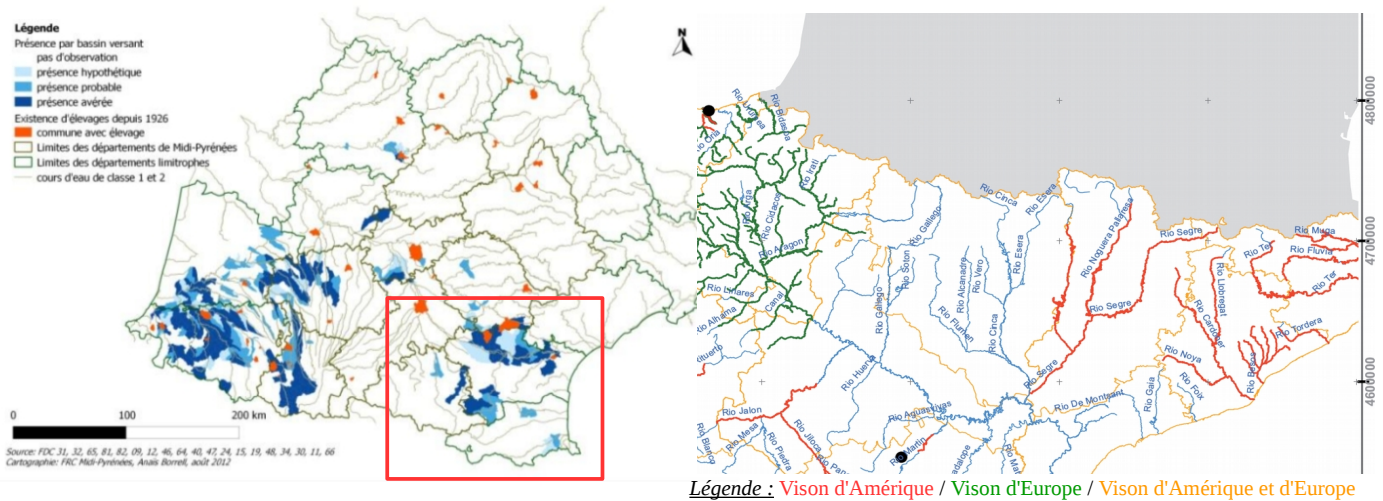 Légende
Présence par bassin versant
pas d'observation
présence hypothétique
présence probable
présence avérée
Existence d'élevages depuis 1926
commune avec élevage
Limites des départements de Midi-Pyrénées
Limites des départements limitrophes
cours d'eau de classe 1 et 2
N
0 100 200 km
Source: FDC 31, 32, 65, 81, 82, 09, 12, 46, 64, 40, 47, 24, 15, 19, 48, 34, 30, 11, 66
Cartographie: FRC Midi-Pyrénées, Anaïs Borrell, août 2012
Rio Urumea
Rio Bidasoa
Rio Oria
Rio Irati
Rio Arga
Rio Cidacos
Rio Aragon
Rio Linares
Canal
Rio Alhama
Rio Gallego
Rio Soton
Rio Gallego
Rio Cinca
Rio Esera
Rio Esera
Rio Alcanadre
Rio Vero
Rio Flumen
Rio Cinca
Rio Noguera Pallaresa
Rio Segre
Rio Segre
Rio Segre
Rio Muga
Rio Fluvia
Rio Ter
Rio Ter
Rio Llobregat
Rio Cardoner
Rio Tordera
Rio Besos
Rio Noya
Rio Foix
Rio Gaia
Rio De Montsant
Rio Huerva
Rio Jalon
Rio Aguasvivas
Rio Mesa
Rio Jiloca
Rio Piedra
Rio Blanco
Rio Martin
4800000
4700000
4600000
Légende : Vison d'Amérique / Vison d'Europe / Vison d'Amérique et d'Europe